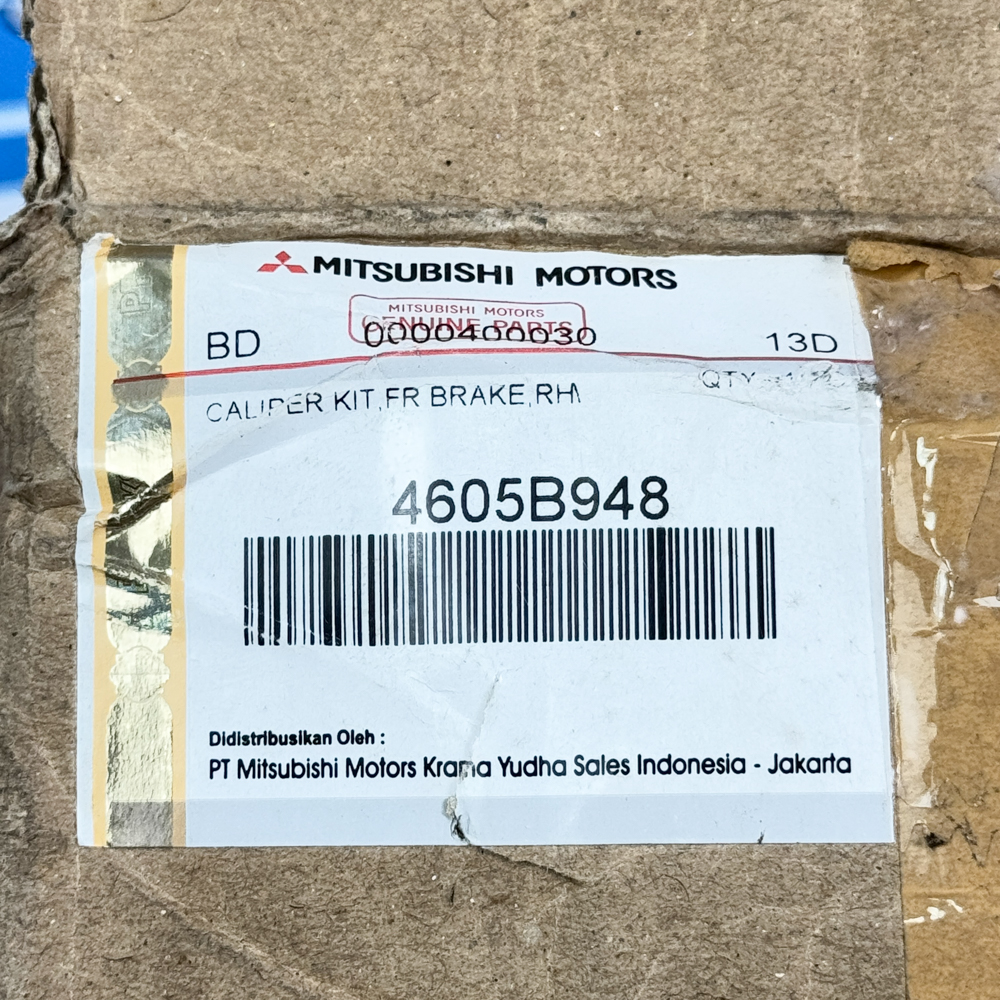 MITSUBISHI MOTORS
MITSUBISHI MOTORS
GENUINE PARTS
BD 0000400030 13D
QTY
CALIPER KIT,FR BRAKE,RH
4605B948
Didistribusikan Oleh :
PT Mitsubishi Motors Krama Yudha Sales Indonesia - Jakarta